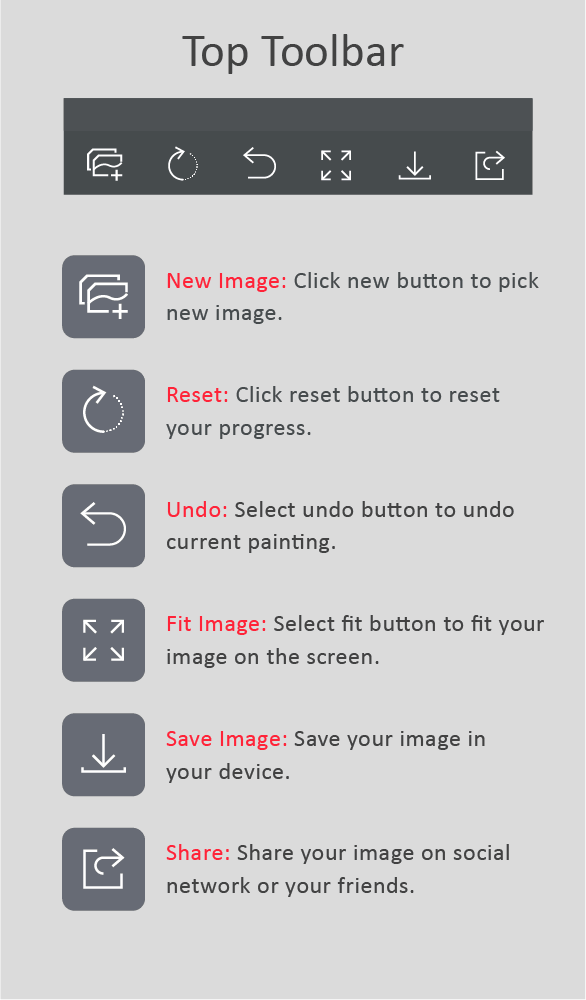 Top Toolbar
New Image: Click new button to pick
new image.
Reset: Click reset button to reset
your progress.
Undo: Select undo button to undo
current painting.
Fit Image: Select fit button to fit your
image on the screen.
Save Image: Save your image in
your device.
Share: Share your image on social
network or your friends.